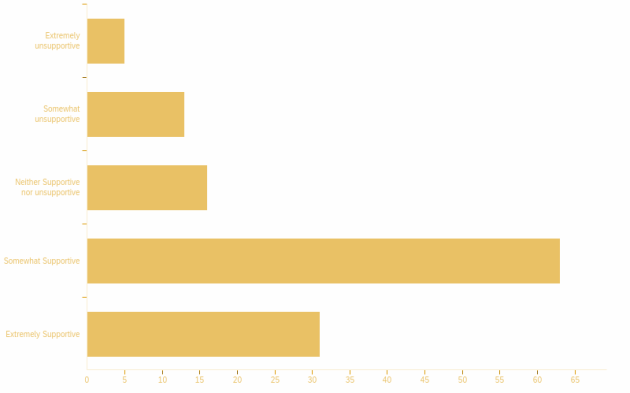 Extremely
unsupportive
Somewhat
unsupportive
Neither Supportive
nor unsupportive
Somewhat Supportive
Extremely Supportive
0 5 10 15 20 25 30 35 40 45 50 55 60 65